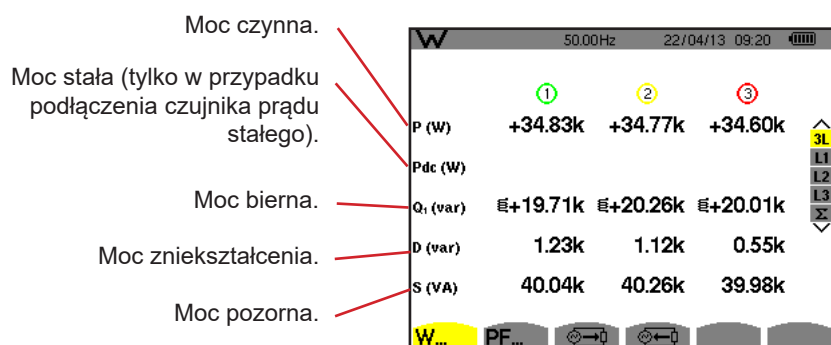 Moc czynna.
Moc stała (tylko w przypadku
podłączenia czujnika prądu
stałego).
Moc bierna.
Moc zniekształcenia.
Moc pozorna.
W 50.00Hz 22/04/13 09:20
1 2 3
P (W) +34.83k +34.77k +34.60k
Pdc (W)
Q₁ (var) +19.71k +20.26k +20.01k
D (var) 1.23k 1.12k 0.55k
S (VA) 40.04k 40.26k 39.98k
3L
L1
L2
L3
Σ
W... PF...